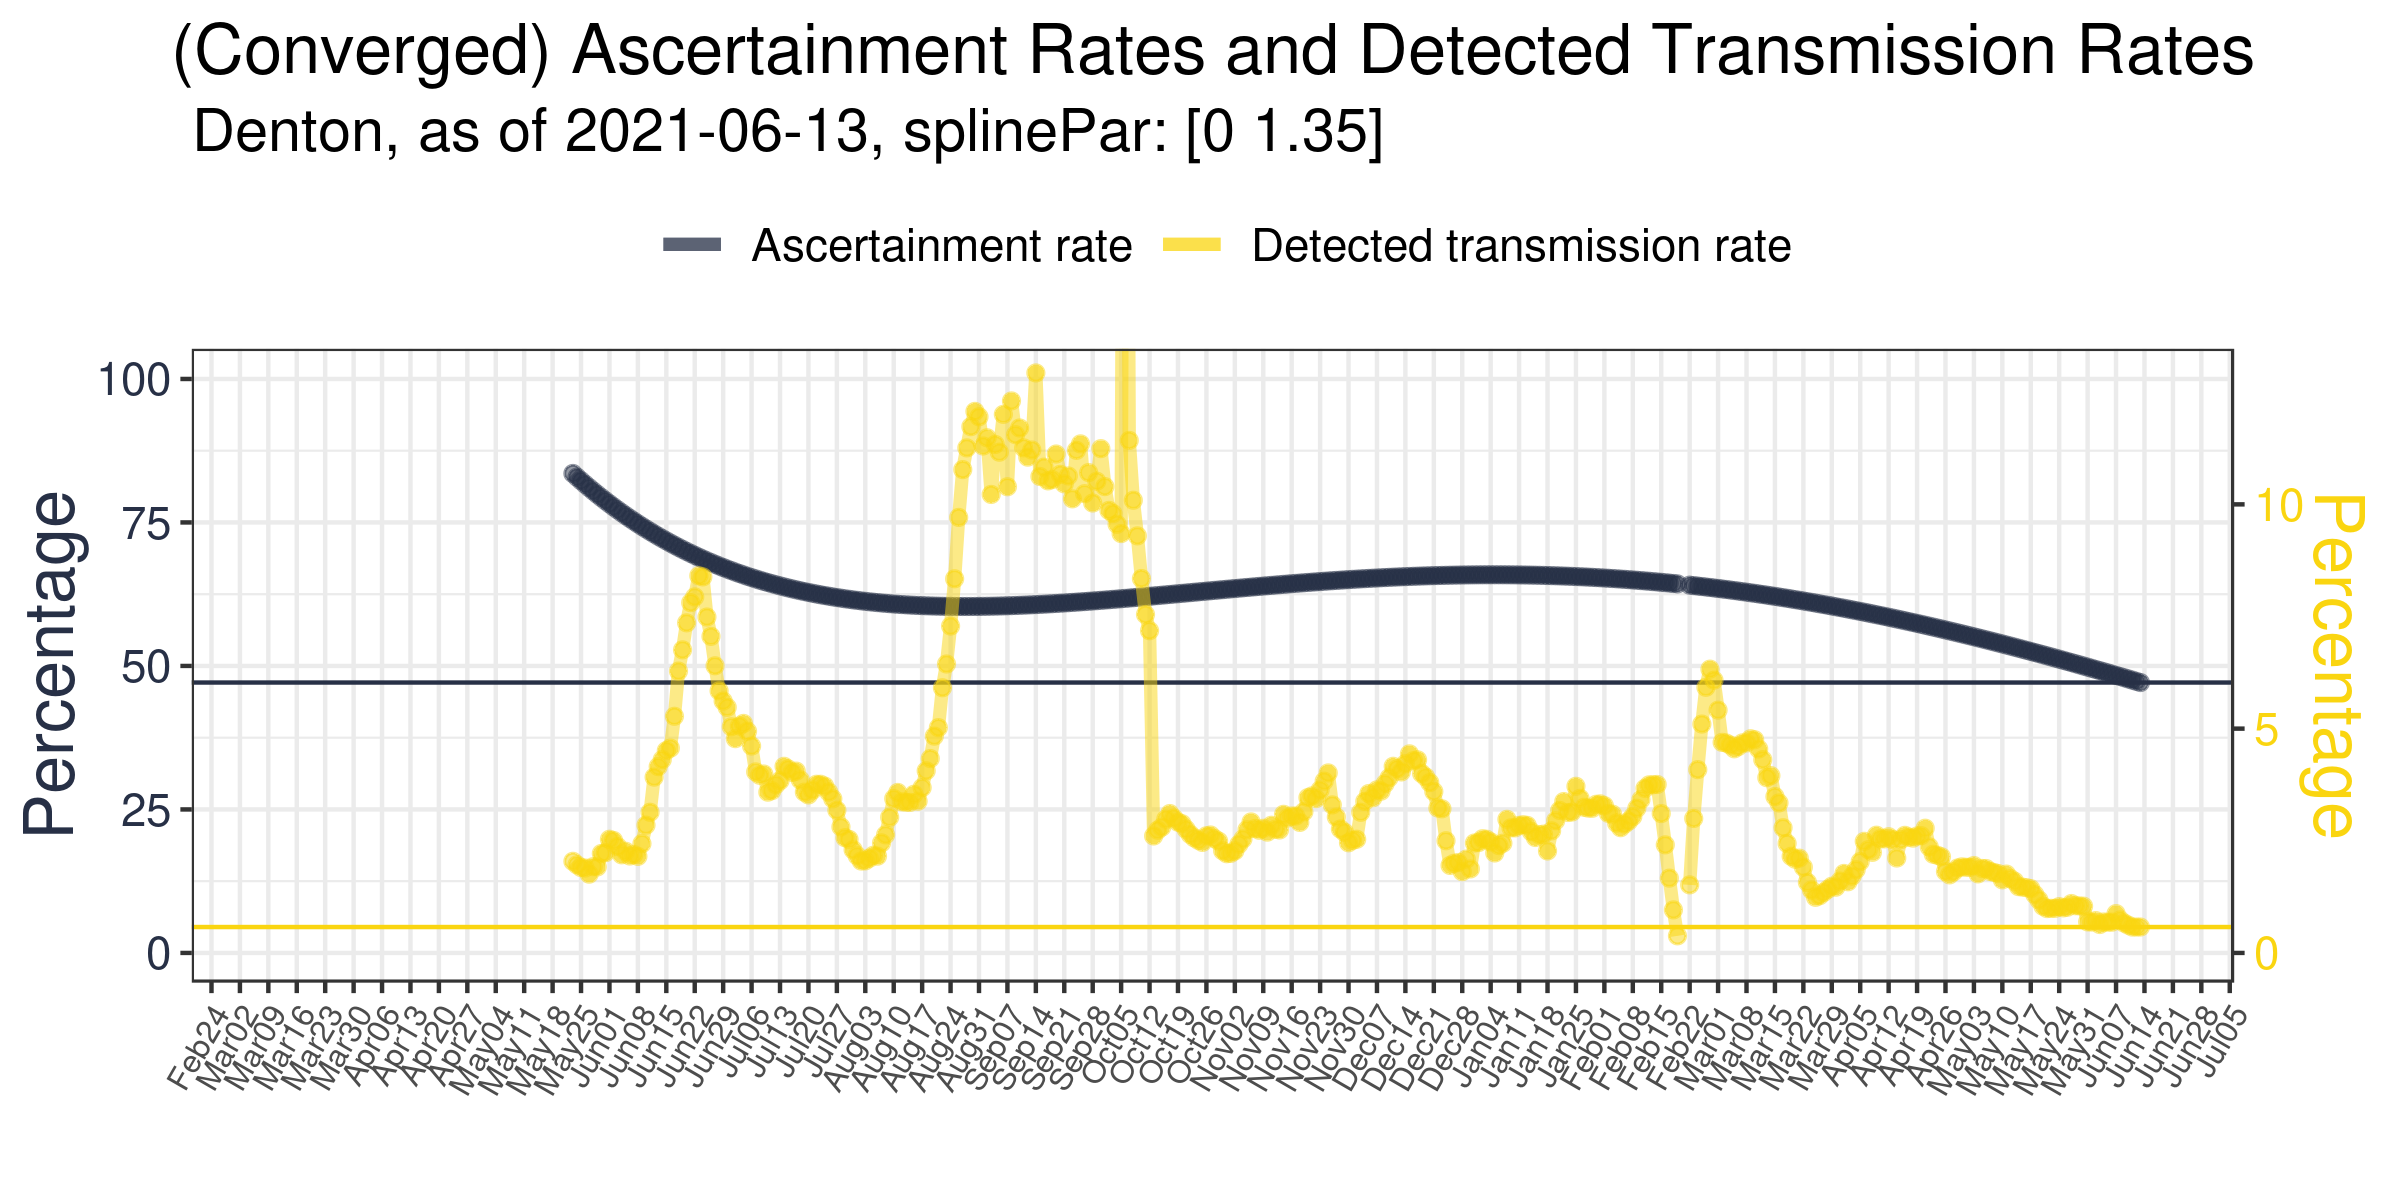 (Converged) Ascertainment Rates and Detected Transmission Rates
Denton, as of 2021-06-13, splinePar: [0 1.35]
Ascertainment rate
Detected transmission rate
Percentage
100
75
50
25
0
10
5
0
Percentage
Feb24
Mar02
Mar09
Mar16
Mar23
Mar30
Apr06
Apr13
Apr20
Apr27
May04
May11
May18
May25
Jun01
Jun08
Jun15
Jun22
Jun29
Jul06
Jul13
Jul20
Jul27
Aug03
Aug10
Aug17
Aug24
Aug31
Sep07
Sep14
Sep21
Sep28
Oct05
Oct12
Oct19
Oct26
Nov02
Nov09
Nov16
Nov23
Nov30
Dec07
Dec14
Dec21
Dec28
Jan04
Jan11
Jan18
Jan25
Feb01
Feb08
Feb15
Feb22
Mar01
Mar08
Mar15
Mar22
Mar29
Apr05
Apr12
Apr19
Apr26
May03
May10
May17
May24
May31
Jun07
Jun14
Jun21
Jun28
Jul05